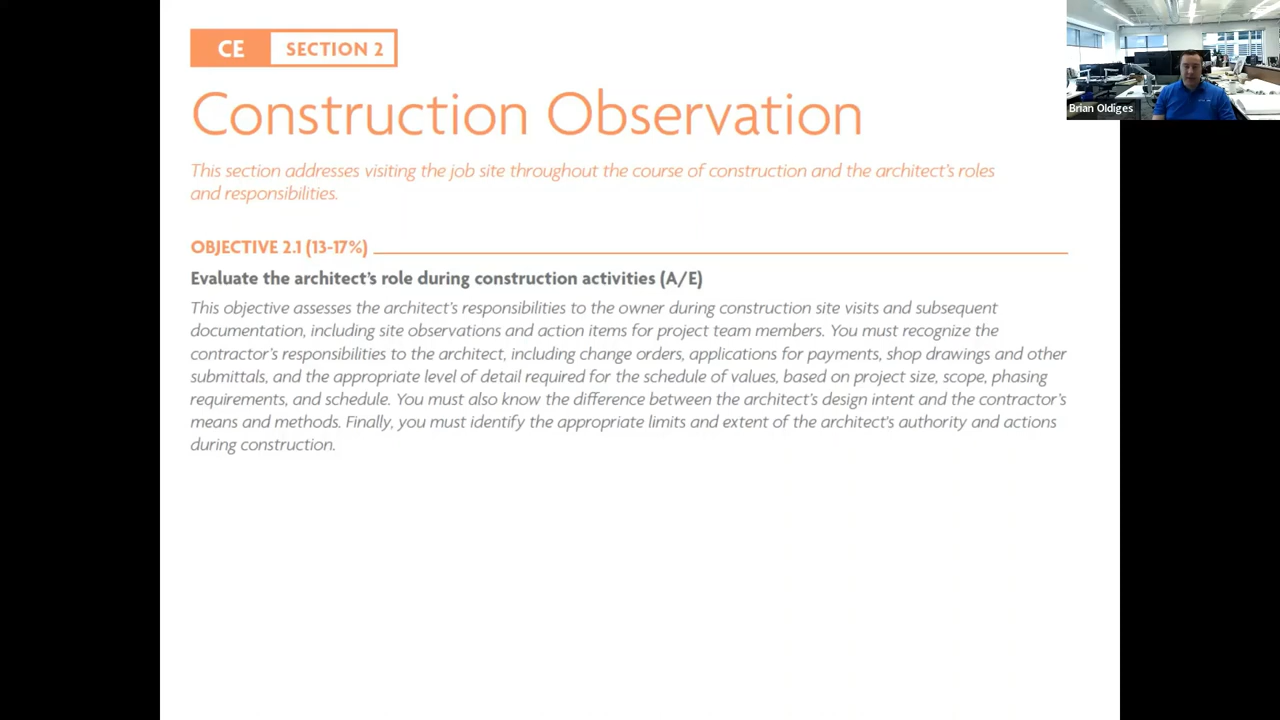 CE SECTION 2
Brian Oldiges
Construction Observation
This section addresses visiting the job site throughout the course of construction and the architect's roles
and responsibilities.
OBJECTIVE 2.1 (13-17%)
Evaluate the architect's role during construction activities (A/E)
This objective assesses the architect's responsibilities to the owner during construction site visits and subsequent
documentation, including site observations and action items for project team members. You must recognize the
contractor's responsibilities to the architect, including change orders, applications for payments, shop drawings and other
submittals, and the appropriate level of detail required for the schedule of values, based on project size, scope, phasing
requirements, and schedule. You must also know the difference between the architect's design intent and the contractor's
means and methods. Finally, you must identify the appropriate limits and extent of the architect's authority and actions
during construction.